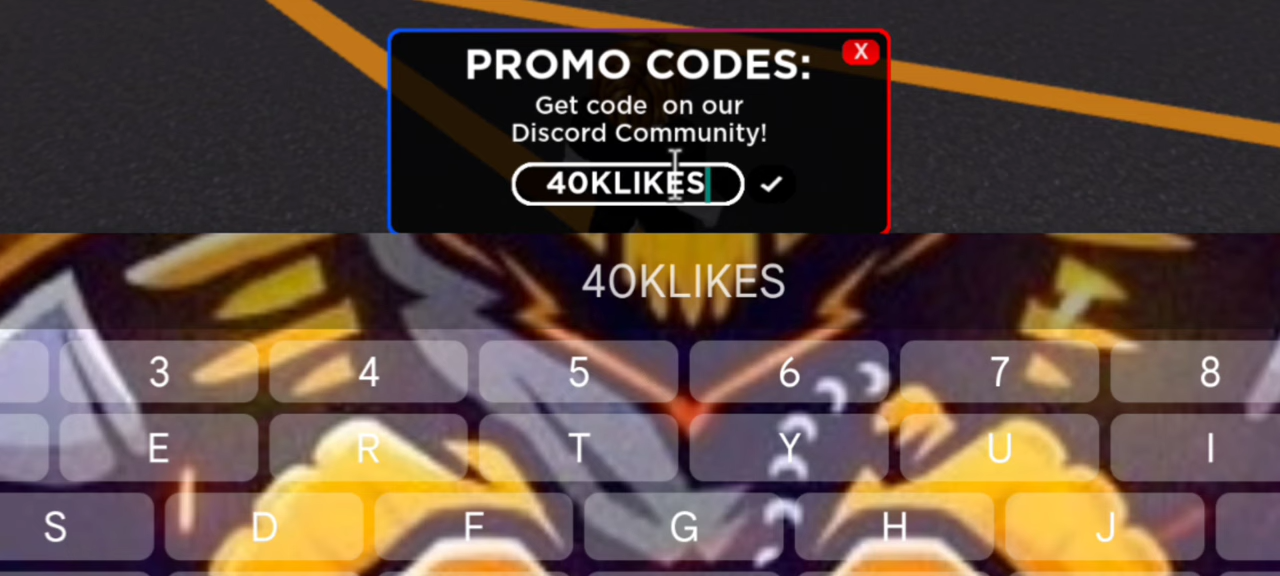 PROMO CODES:
X
Get code on our
Discord Community!
40KLIKES
40KLIKES
3 4 5 6 7 8
E R T Y U I
S D F G H J